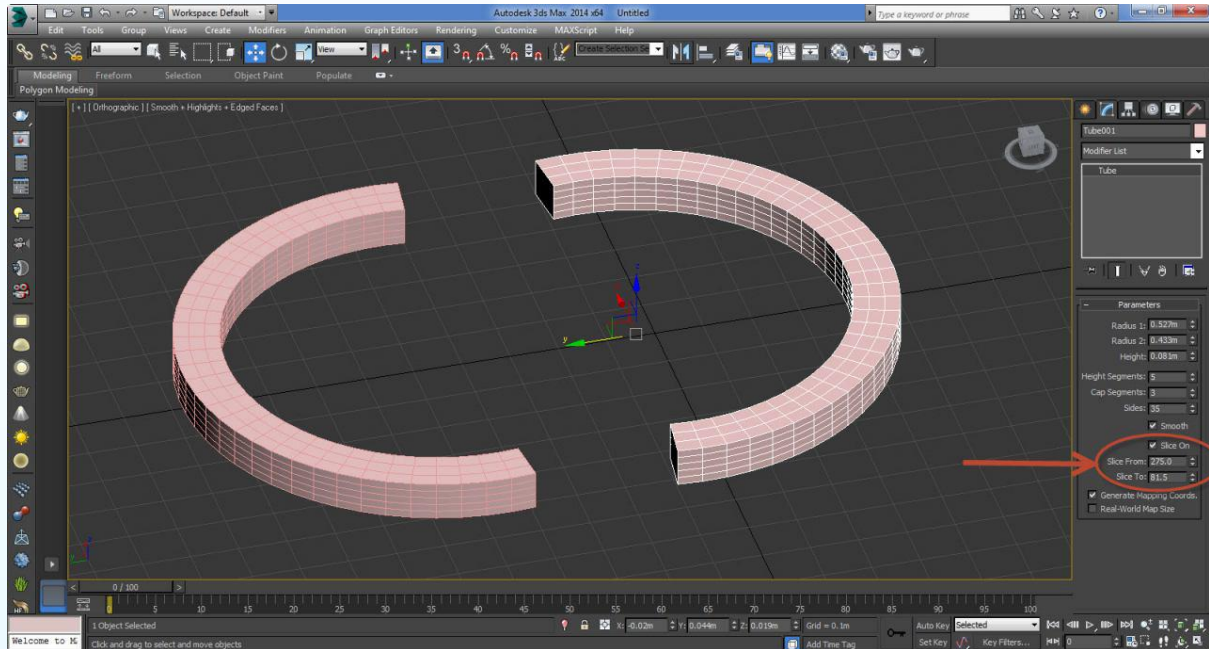 Workspace: Default
Autodesk 3ds Max 2014 x64 Untitled
Type a keyword or phrase
Edit Tools Group Views Create Modifiers Animation Graph Editors Rendering Customize MAXScript Help
All View Create Selection Se
Modeling Freeform Selection Object Paint Populate
Polygon Modeling
[ + ] [ Orthographic ] [ Smooth + Highlights + Edged Faces ]
Tube001
Modifier List
Tube
Parameters
Radius 1: 0.527m
Radius 2: 0.433m
Height: 0.081m
Height Segments: 5
Cap Segments: 3
Sides: 35
Smooth
Slice On
Slice From: 275.0
Slice To: 81.5
Generate Mapping Coords.
Real-World Map Size
z
y
z
y
0 / 100
0 5 10 15 20 25 30 35 40 45 50 55 60 65 70 75 80 85 90 95 100
1 Object Selected X: -0.02m Y: 0.044m Z: 0.019m Grid = 0.1m Auto Key Selected
Welcome to M Click and drag to select and move objects Add Time Tag Set Key Key Filters... 0